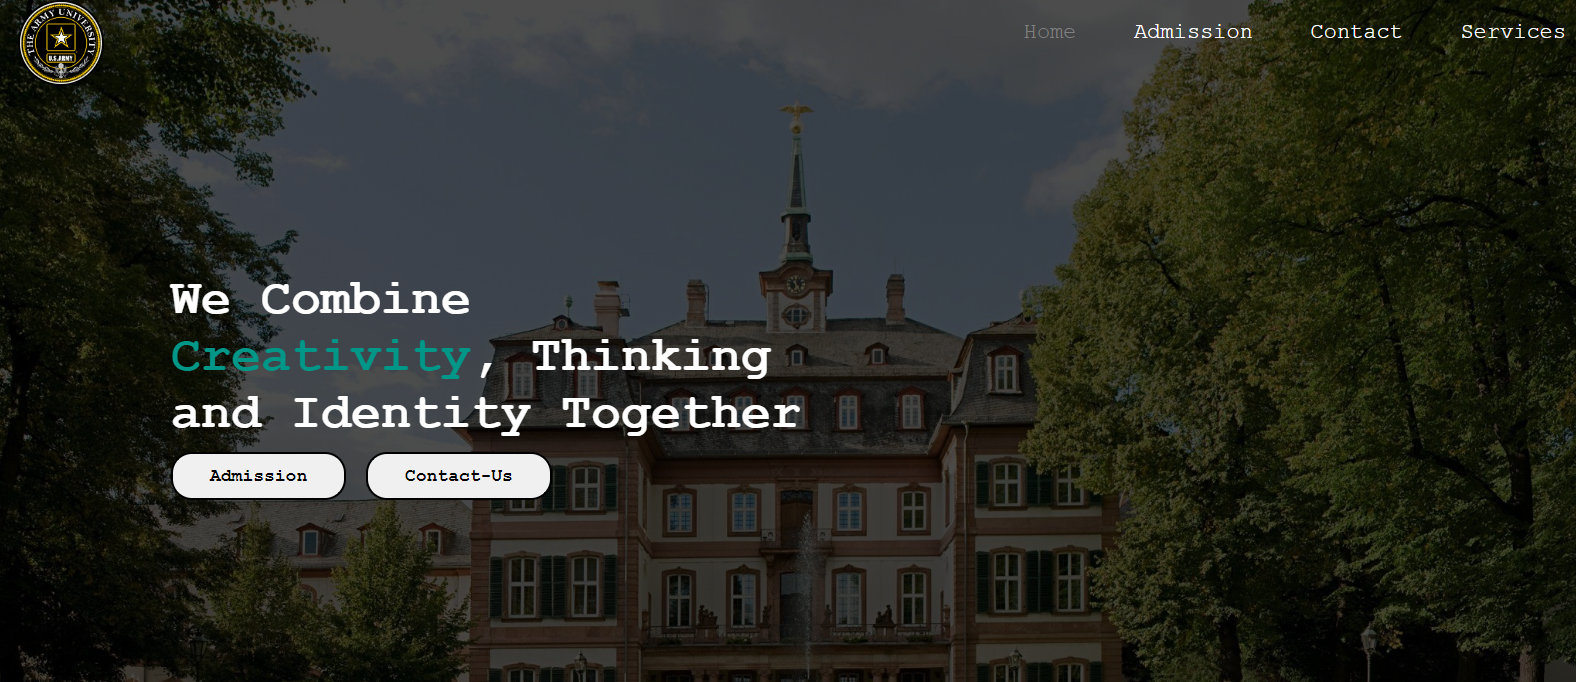 THE ARMY UNIVERSITY
U.S. ARMY
Home Admission Contact Services
We Combine
Creativity, Thinking
and Identity Together
Admission Contact-Us